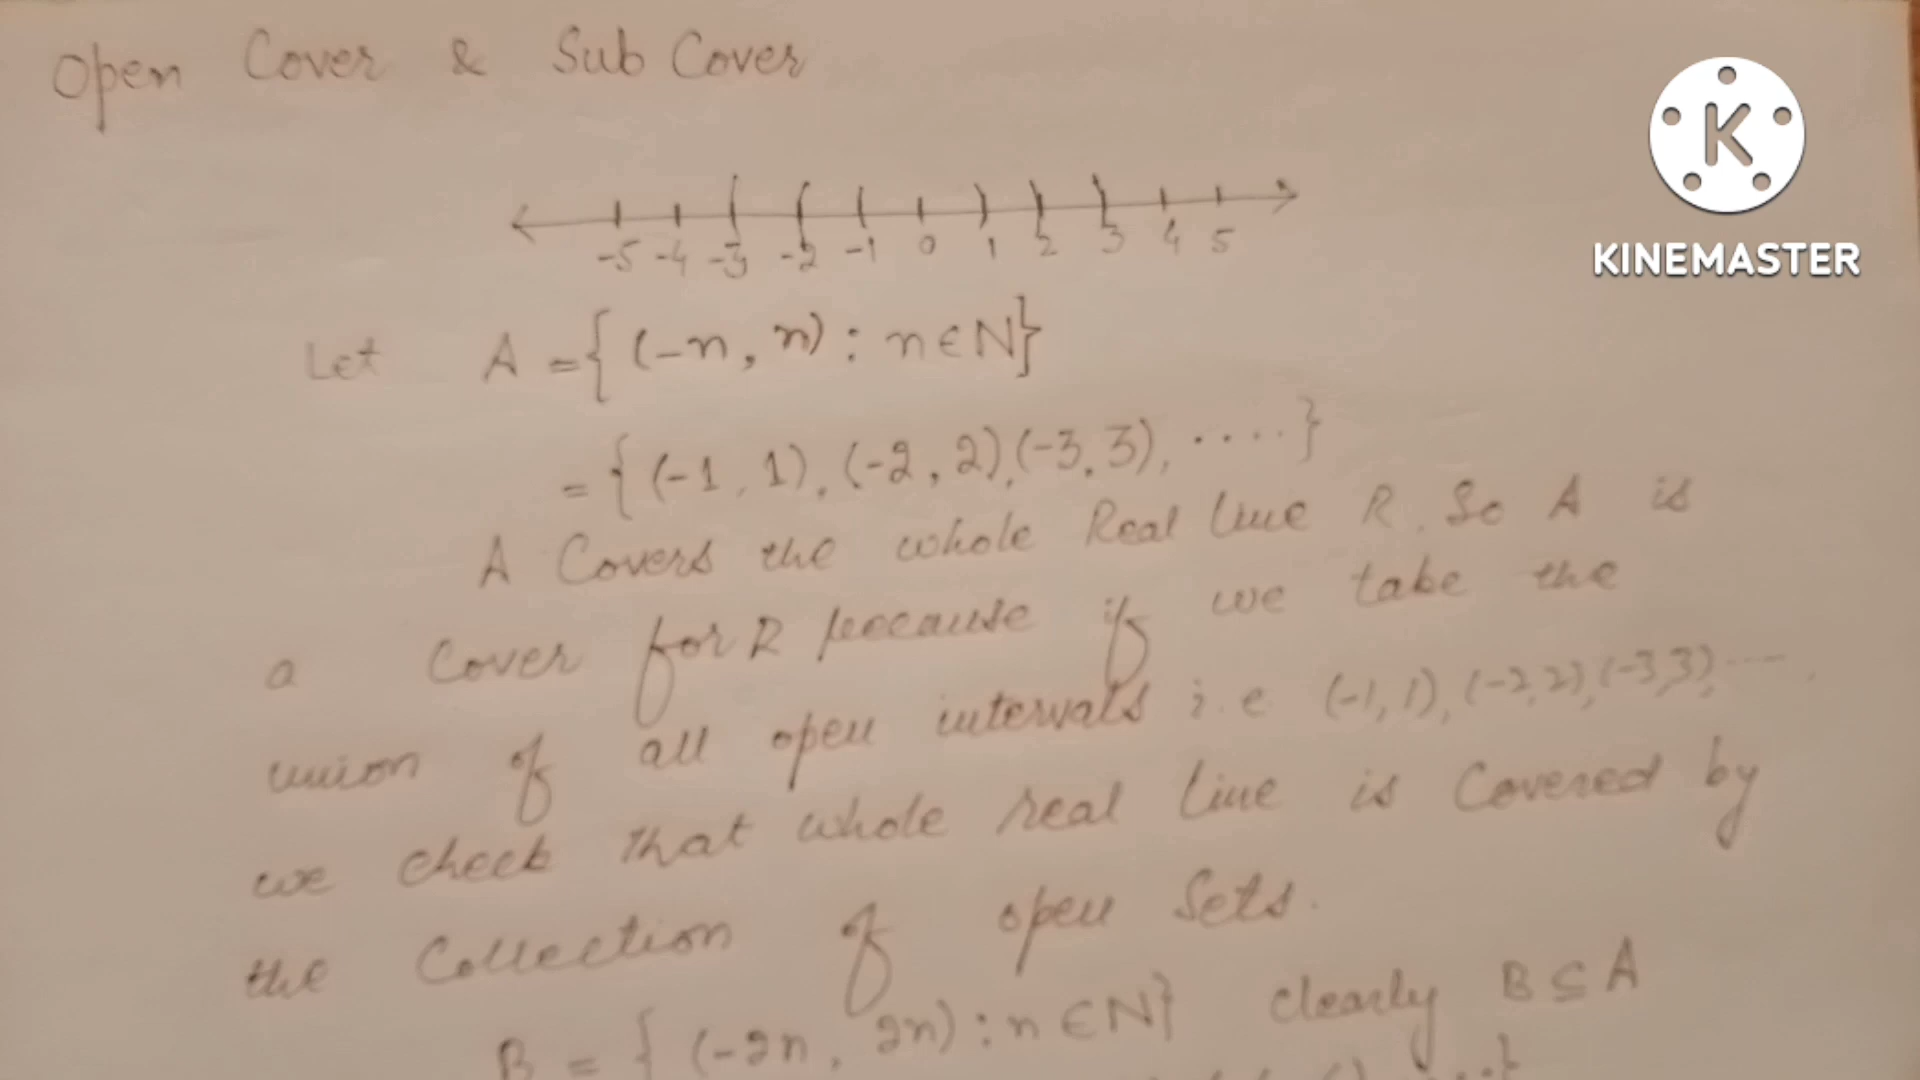 Open Cover & Sub Cover
K
KINEMASTER
-5 -4 -3 -2 -1 0 1 2 3 4 5
Let A = { (-n, n) : n ∈ N}
= { (-1, 1), (-2, 2), (-3, 3), ....}
A Covers the whole Real line R. So A is
a Cover for R because if we take the
union of all open intervals i.e (-1, 1), (-2, 2), (-3, 3), ....
we check that whole real line is Covered by
the Collection of open Sets.
B = { (-2n, 2n) : n ∈ N} clearly B ⊆ A